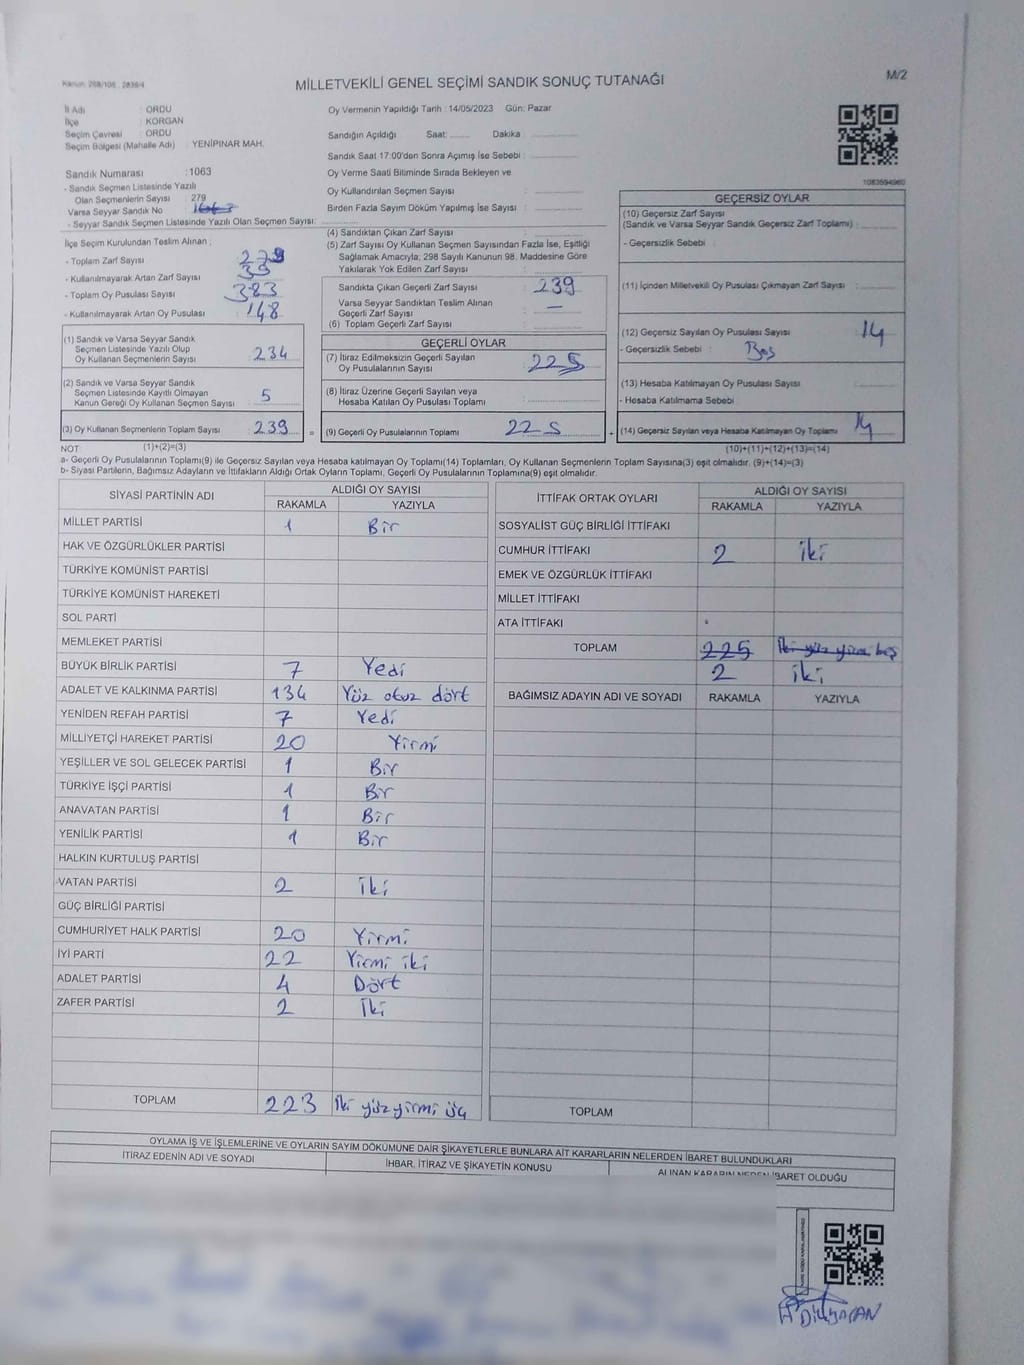 Kanun: 298/105 , 2839/4
MİLLETVEKİLİ GENEL SEÇİMİ SANDIK SONUÇ TUTANAĞI
M/2
İl Adı : ORDU
İlçe : KORGAN
Seçim Çevresi : ORDU
Seçim Bölgesi (Mahalle Adı) : YENİPINAR MAH.
Oy Vermenin Yapıldığı Tarih : 14/05/2023 Gün: Pazar
Sandığın Açıldığı Saat: Dakika
Sandık Saat 17:00'den Sonra Açımış İse Sebebi :
Oy Verme Saati Bitiminde Sırada Bekleyen ve
Oy Kullandırılan Seçmen Sayısı :
Birden Fazla Sayım Döküm Yapılmış İse Sayısı :
Sandık Numarası : 1063
- Sandık Seçmen Listesinde Yazılı
Olan Seçmenlerin Sayısı : 279
Varsa Seyyar Sandık No
- Seyyar Sandık Seçmen Listesinde Yazılı Olan Seçmen Sayısı:
İlçe Seçim Kurulundan Teslim Alınan ;
- Toplam Zarf Sayısı
- Kullanılmayarak Artan Zarf Sayısı
- Toplam Oy Pusulası Sayısı 383
- Kullanılmayarak Artan Oy Pusulası 148
(1) Sandık ve Varsa Seyyar Sandık
Seçmen Listesinde Yazılı Olup
Oy Kullanan Seçmenlerin Sayısı 234
(2) Sandık ve Varsa Seyyar Sandık
Seçmen Listesinde Kayıtlı Olmayan
Kanun Gereği Oy Kullanan Seçmen Sayısı 5
(3) Oy Kullanan Seçmenlerin Toplam Sayısı 239 =
(4) Sandıktan Çıkan Zarf Sayısı :
(5) Zarf Sayısı Oy Kullanan Seçmen Sayısından Fazla İse, Eşitliği
Sağlamak Amacıyla, 298 Sayılı Kanunun 98. Maddesine Göre
Yakılarak Yok Edilen Zarf Sayısı :
Sandıkta Çıkan Geçerli Zarf Sayısı : 239
Varsa Seyyar Sandıktan Teslim Alınan
Geçerli Zarf Sayısı : —
(6) Toplam Geçerli Zarf Sayısı :
GEÇERLİ OYLAR
(7) İtiraz Edilmeksizin Geçerli Sayılan
Oy Pusulalarının Sayısı : 225
(8) İtiraz Üzerine Geçerli Sayılan veya
Hesaba Katılan Oy Pusulası Toplamı :
(9) Geçerli Oy Pusulalarının Toplamı : 225 +
1083594960
GEÇERSİZ OYLAR
(10) Geçersiz Zarf Sayısı
(Sandık ve Varsa Seyyar Sandık Geçersiz Zarf Toplamı) :
- Geçersizlik Sebebi :
(11) İçinden Milletvekili Oy Pusulası Çıkmayan Zarf Sayısı :
(12) Geçersiz Sayılan Oy Pusulası Sayısı 14
- Geçersizlik Sebebi : Boş
(13) Hesaba Katılmayan Oy Pusulası Sayısı
- Hesaba Katılmama Sebebi :
(14) Geçersiz Sayılan veya Hesaba Katılmayan Oy Toplamı 14
NOT (1)+(2)=(3) (10)+(11)+(12)+(13)=(14)
a- Geçerli Oy Pusulalarının Toplamı(9) ile Geçersiz Sayılan veya Hesaba katılmayan Oy Toplamı(14) Toplamları, Oy Kullanan Seçmenlerin Toplam Sayısına(3) eşit olmalıdır. (9)+(14)=(3)
b- Siyasi Partilerin, Bağımsız Adayların ve İttifakların Aldığı Ortak Oyların Toplamı, Geçerli Oy Pusulalarının Toplamına(9) eşit olmalıdır.
SİYASİ PARTİNİN ADI ALDIĞI OY SAYISI
RAKAMLA YAZIYLA
MİLLET PARTİSİ 1 Bir
HAK VE ÖZGÜRLÜKLER PARTİSİ
TÜRKİYE KOMÜNİST PARTİSİ
TÜRKİYE KOMÜNİST HAREKETİ
SOL PARTİ
MEMLEKET PARTİSİ
BÜYÜK BİRLİK PARTİSİ 7 Yedi
ADALET VE KALKINMA PARTİSİ 134 Yüz otuz dört
YENİDEN REFAH PARTİSİ 7 Yedi
MİLLİYETÇİ HAREKET PARTİSİ 20 Yirmi
YEŞİLLER VE SOL GELECEK PARTİSİ 1 Bir
TÜRKİYE İŞÇİ PARTİSİ 1 Bir
ANAVATAN PARTİSİ 1 Bir
YENİLİK PARTİSİ 1 Bir
HALKIN KURTULUŞ PARTİSİ
VATAN PARTİSİ 2 İki
GÜÇ BİRLİĞİ PARTİSİ
CUMHURİYET HALK PARTİSİ 20 Yirmi
İYİ PARTİ 22 Yirmi iki
ADALET PARTİSİ 4 Dört
ZAFER PARTİSİ 2 İki
TOPLAM 223 İki yüz yirmi üç
İTTİFAK ORTAK OYLARI ALDIĞI OY SAYISI
RAKAMLA YAZIYLA
SOSYALİST GÜÇ BİRLİĞİ İTTİFAKI
CUMHUR İTTİFAKI 2 iki
EMEK VE ÖZGÜRLÜK İTTİFAKI
MİLLET İTTİFAKI
ATA İTTİFAKI
TOPLAM 225 İki yüz yirmi beş
2 iki
BAĞIMSIZ ADAYIN ADI VE SOYADI RAKAMLA YAZIYLA
TOPLAM
OYLAMA İŞ VE İŞLEMLERİNE VE OYLARIN SAYIM DÖKÜMÜNE DAİR ŞİKAYETLERLE BUNLARA AİT KARARLARIN NELERDEN İBARET BULUNDUKLARI
İTİRAZ EDENİN ADI VE SOYADI İHBAR, İTİRAZ VE ŞİKAYETİN KONUSU ALINAN KARARIN NEDEN İBARET OLDUĞU